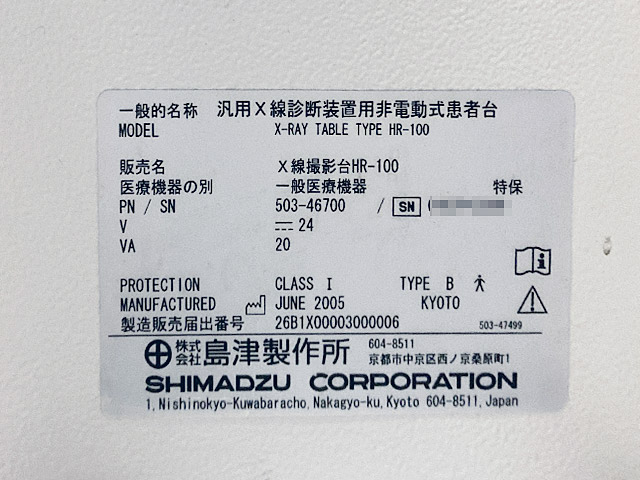 一般的名称 汎用X線診断装置用非電動式患者台
MODEL X-RAY TABLE TYPE HR-100
販売名 X線撮影台HR-100
医療機器の別 一般医療機器 特保
PN / SN 503-46700 / SN
V 24
VA 20
PROTECTION CLASS I TYPE B
MANUFACTURED JUNE 2005 KYOTO
製造販売届出番号 26B1X00003000006 503-47499
株式会社 島津製作所 604-8511
京都市中京区西ノ京桑原町1
SHIMADZU CORPORATION
1, Nishinokyo-Kuwabaracho, Nakagyo-ku, Kyoto 604-8511, Japan